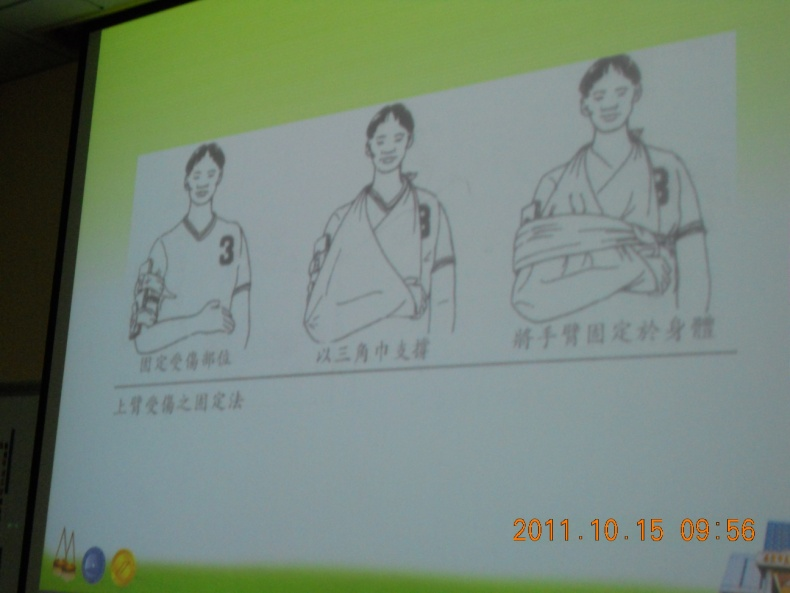 3
3
3
固定受傷部位
以三角巾支撐
將手臂固定於身體
上臂受傷之固定法
2011.10.15 09:56